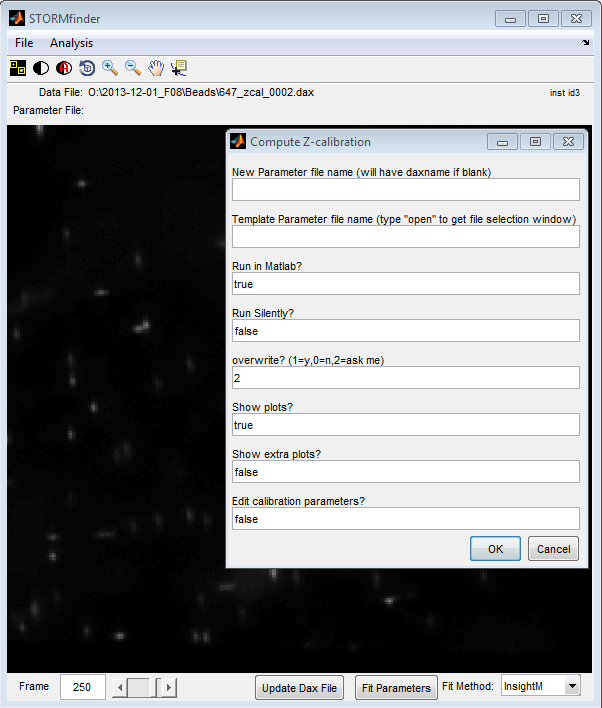 STORMfinder
File Analysis
Data File: O:\2013-12-01_F08\Beads\647_zcal_0002.dax
inst id3
Parameter File:
Compute Z-calibration
New Parameter file name (will have daxname if blank)
Template Parameter file name (type "open" to get file selection window)
Run in Matlab?
true
Run Silently?
false
overwrite? (1=y,0=n,2=ask me)
2
Show plots?
true
Show extra plots?
false
Edit calibration parameters?
false
OK Cancel
Frame 250 Update Dax File Fit Parameters Fit Method: InsightM